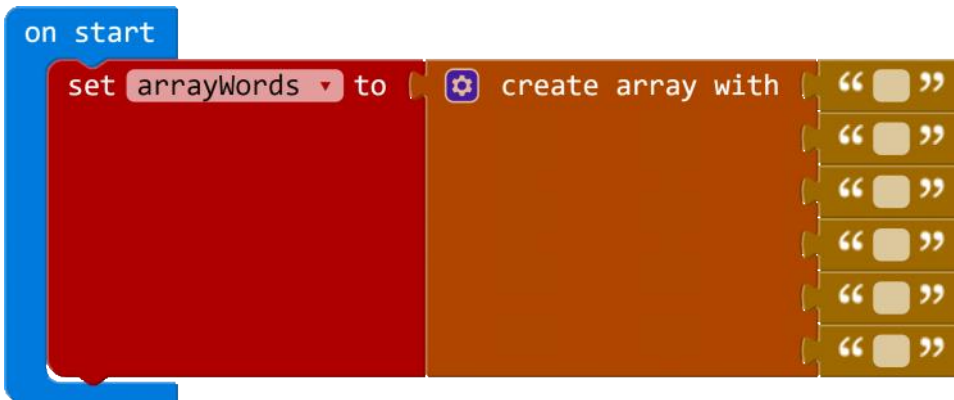 on start
set arrayWords to create array with “ ”
“ ”
“ ”
“ ”
“ ”
“ ”